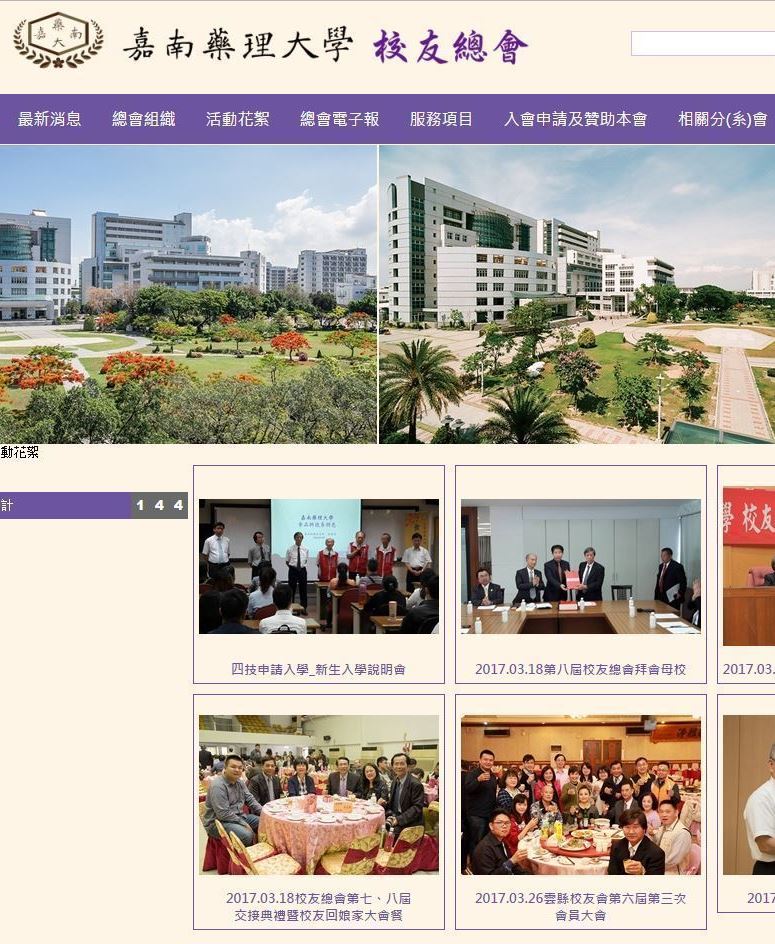 嘉藥南大
嘉南藥理大學 校友總會
最新消息 總會組織 活動花絮 總會電子報 服務項目 入會申請及贊助本會 相關分(系)會
動花絮
計 1 4 4
嘉南藥理大學
學 校友
四技申請入學_新生入學說明會
2017.03.18第八屆校友總會拜會母校
2017.03.
2017.03.18校友總會第七、八屆
交接典禮暨校友回娘家大會餐
2017.03.26雲縣校友會第六屆第三次
會員大會
2017